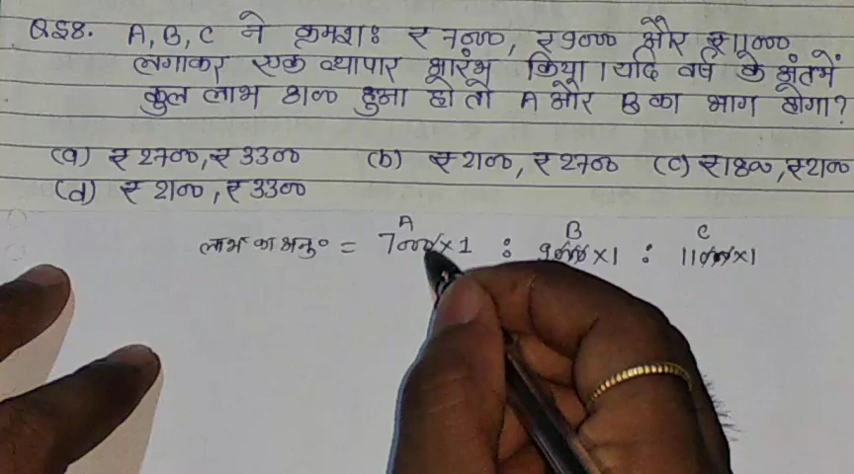 Q58. A, B, C ने क्रमशः ₹ 7000, ₹ 9000 और ₹ 11000
लगाकर एक व्यापार प्रारंभ किया। यदि वर्ष के अंत में
कुल लाभ 8100 हुआ हो तो A और B का भाग होगा?
(a) ₹ 2700, ₹ 3300 (b) ₹ 2100, ₹ 2700 (c) ₹ 1800, ₹ 2100
(d) ₹ 2100, ₹ 3300
A B C
लाभ का अनु० = 7000×1 : 9000×1 : 11000×1